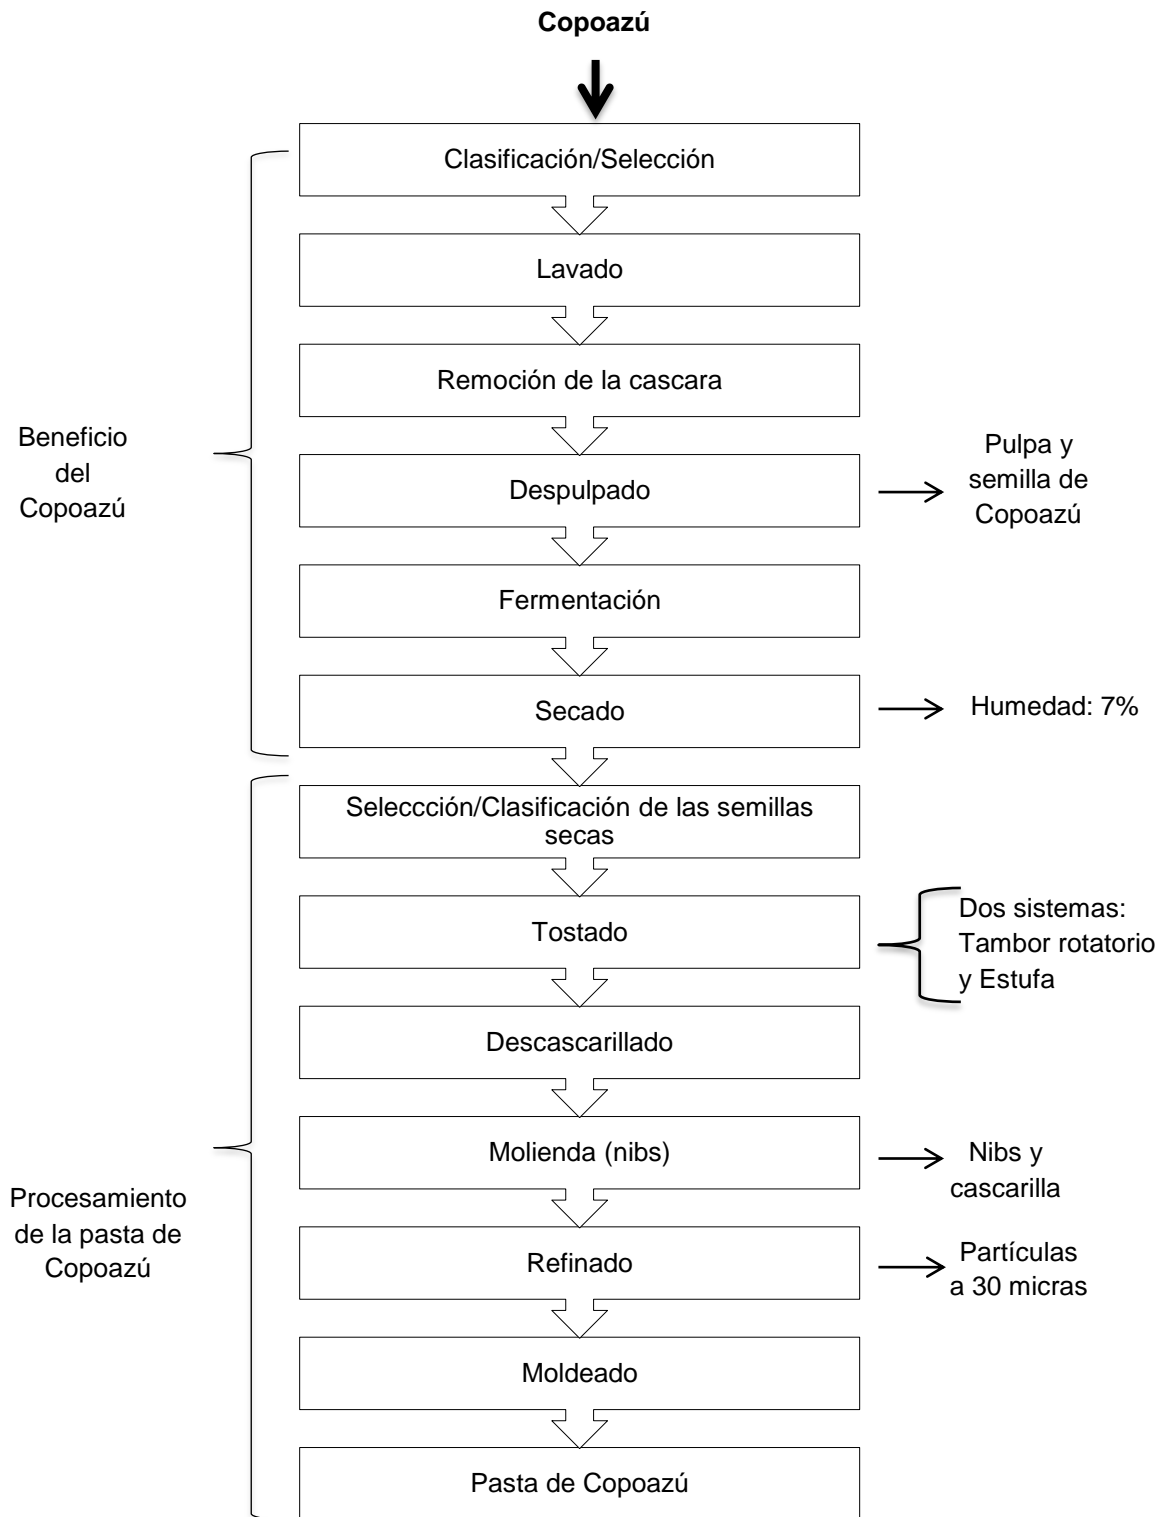 Copoazú
Clasificación/Selección
Lavado
Remoción de la cascara
Beneficio
del
Copoazú
Despulpado
Pulpa y
semilla de
Copoazú
Fermentación
Secado
Humedad: 7%
Seleccción/Clasificación de las semillas
secas
Tostado
Dos sistemas:
Tambor rotatorio
y Estufa
Descascarillado
Molienda (nibs)
Nibs y
cascarilla
Procesamiento
de la pasta de
Copoazú
Refinado
Partículas
a 30 micras
Moldeado
Pasta de Copoazú